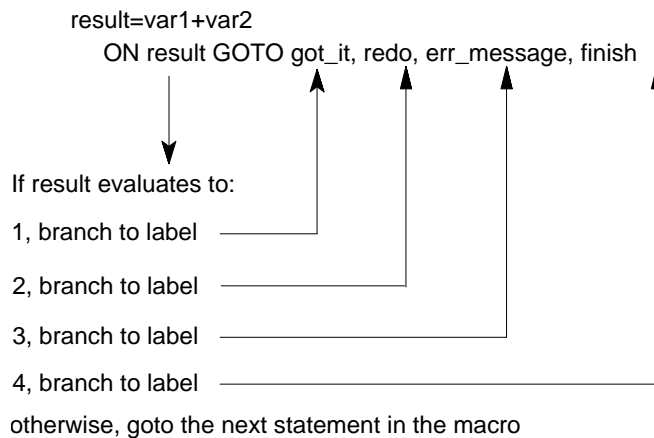 result=var1+var2
ON result GOTO got_it, redo, err_message, finish
If result evaluates to:
1, branch to label
2, branch to label
3, branch to label
4, branch to label
otherwise, goto the next statement in the macro